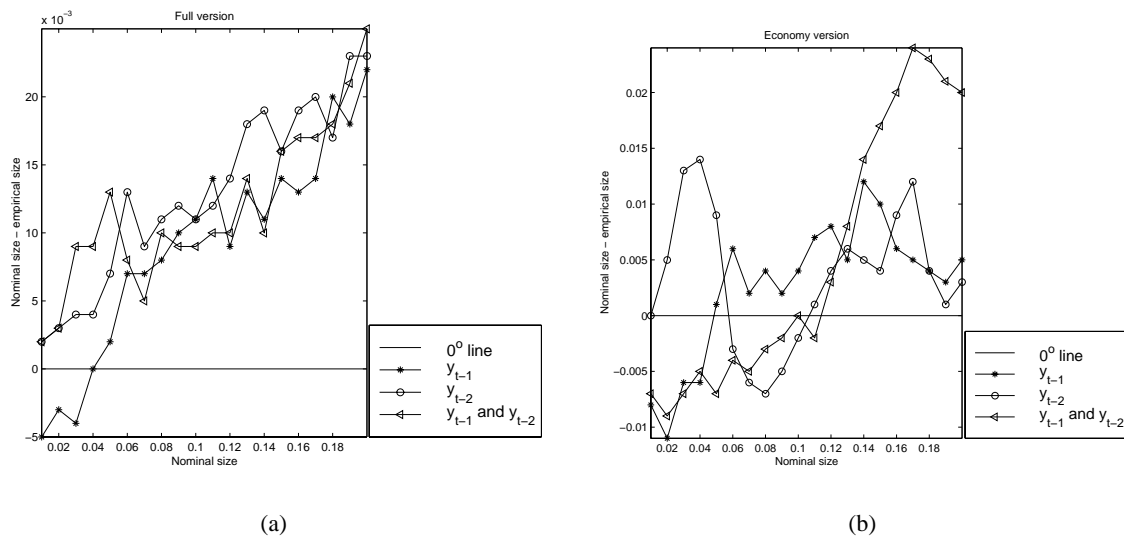 x 10⁻³
Full version
20
15
10
5
0
−5
Nominal size − empirical size
0.02 0.04 0.06 0.08 0.1 0.12 0.14 0.16 0.18
Nominal size
0° line
y_{t−1}
y_{t−2}
y_{t−1} and y_{t−2}
(a)
Economy version
0.02
0.015
0.01
0.005
0
−0.005
−0.01
Nominal size − empirical size
0.02 0.04 0.06 0.08 0.1 0.12 0.14 0.16 0.18
Nominal size
0° line
y_{t−1}
y_{t−2}
y_{t−1} and y_{t−2}
(b)